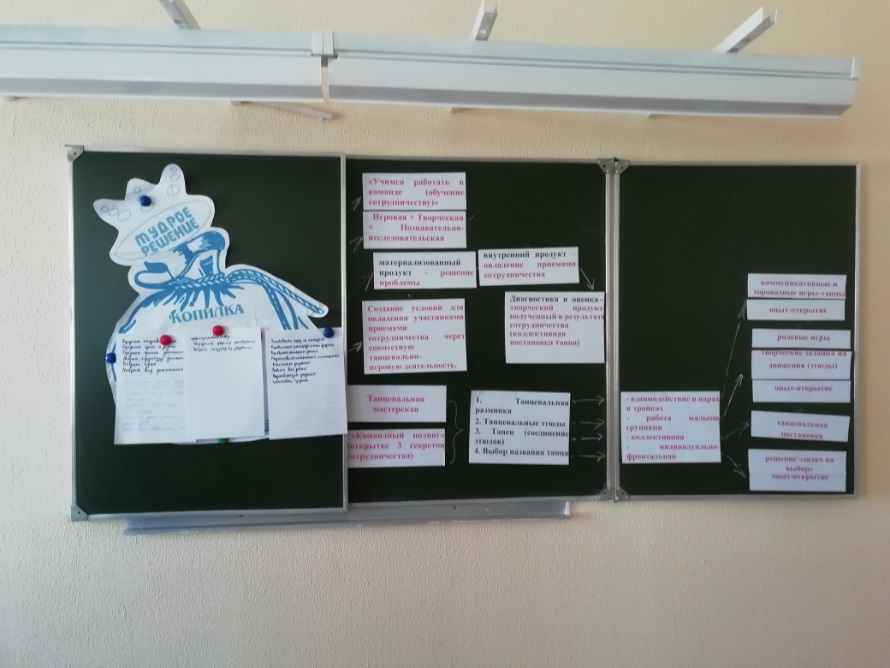 МУДРОЕ
РЕШЕНИЕ
КОПИЛКА
«Учимся работать в
команде (обучение
сотрудничеству)»
Игровая + Творческая
+ Познавательно-
исследовательская
материализованный
продукт - решение
проблемы
внутренний продукт -
овладение приемами
сотрудничества
Создание условий для
овладения участниками
приемами
сотрудничества через
совместную
танцевально-
игровую деятельность.
Диагностика и оценка -
творческий продукт
полученный в результате
сотрудничества
(коллективная
постановка танца)
Танцевальная
мастерская
«Командный подвиг»
(открытие 3 секретов
сотрудничества)
1. Танцевальная
разминка
2. Танцевальные этюды
3. Танец (соединение
этюдов)
4. Выбор названия танца
- взаимодействие в парах
и тройках
- работа малыми
группами
- коллективная
- индивидуально-
фронтальная
коммуникативные и
хороводные игры-танцы
опыт-открытие
ролевые игры
творческие задания на
движения (этюды)
опыт-открытие
танцевальная
постановка
решение «задач на
выбор»
опыт-открытие